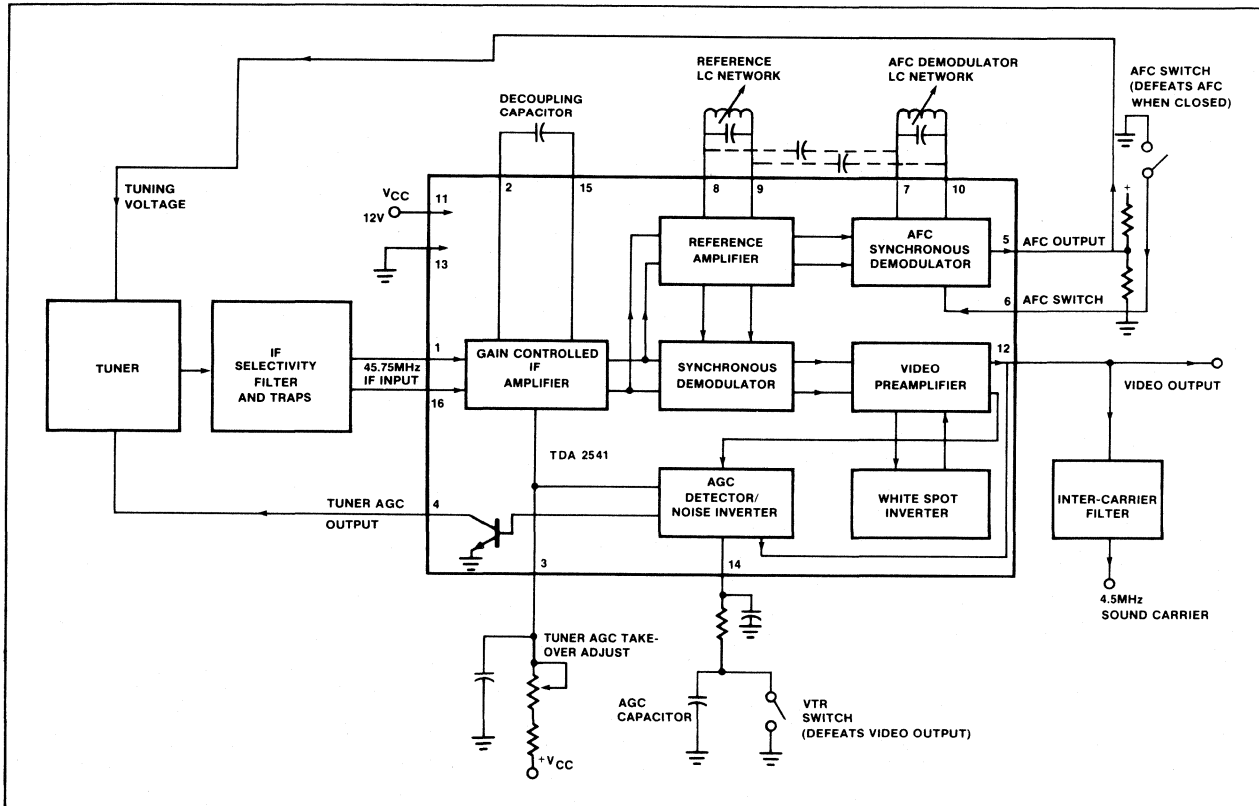 REFERENCE
LC NETWORK
AFC DEMODULATOR
LC NETWORK
AFC SWITCH
(DEFEATS AFC
WHEN CLOSED)
DECOUPLING
CAPACITOR
TUNING
VOLTAGE
VCC
12V
11
13
2
15
8
9
7
10
+
REFERENCE
AMPLIFIER
AFC
SYNCHRONOUS
DEMODULATOR
5
AFC OUTPUT
6
AFC SWITCH
TUNER
IF
SELECTIVITY
FILTER
AND TRAPS
1
45.75MHz
IF INPUT
16
GAIN CONTROLLED
IF
AMPLIFIER
SYNCHRONOUS
DEMODULATOR
VIDEO
PREAMPLIFIER
12
VIDEO OUTPUT
TDA 2541
AGC
DETECTOR/
NOISE INVERTER
WHITE SPOT
INVERTER
INTER-CARRIER
FILTER
TUNER AGC
OUTPUT
4
3
14
4.5MHz
SOUND CARRIER
TUNER AGC TAKE-
OVER ADJUST
AGC
CAPACITOR
VTR
SWITCH
(DEFEATS VIDEO OUTPUT)
+VCC